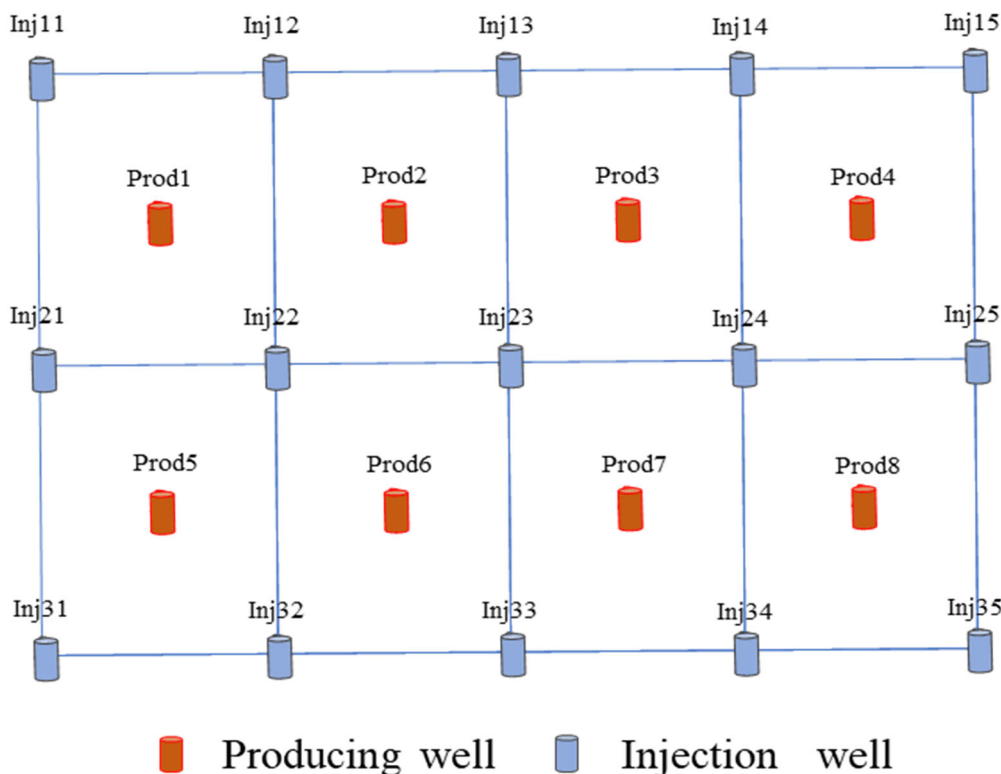 Inj11 Inj12 Inj13 Inj14 Inj15
Prod1 Prod2 Prod3 Prod4
Inj21 Inj22 Inj23 Inj24 Inj25
Prod5 Prod6 Prod7 Prod8
Inj31 Inj32 Inj33 Inj34 Inj35
Producing well Injection well